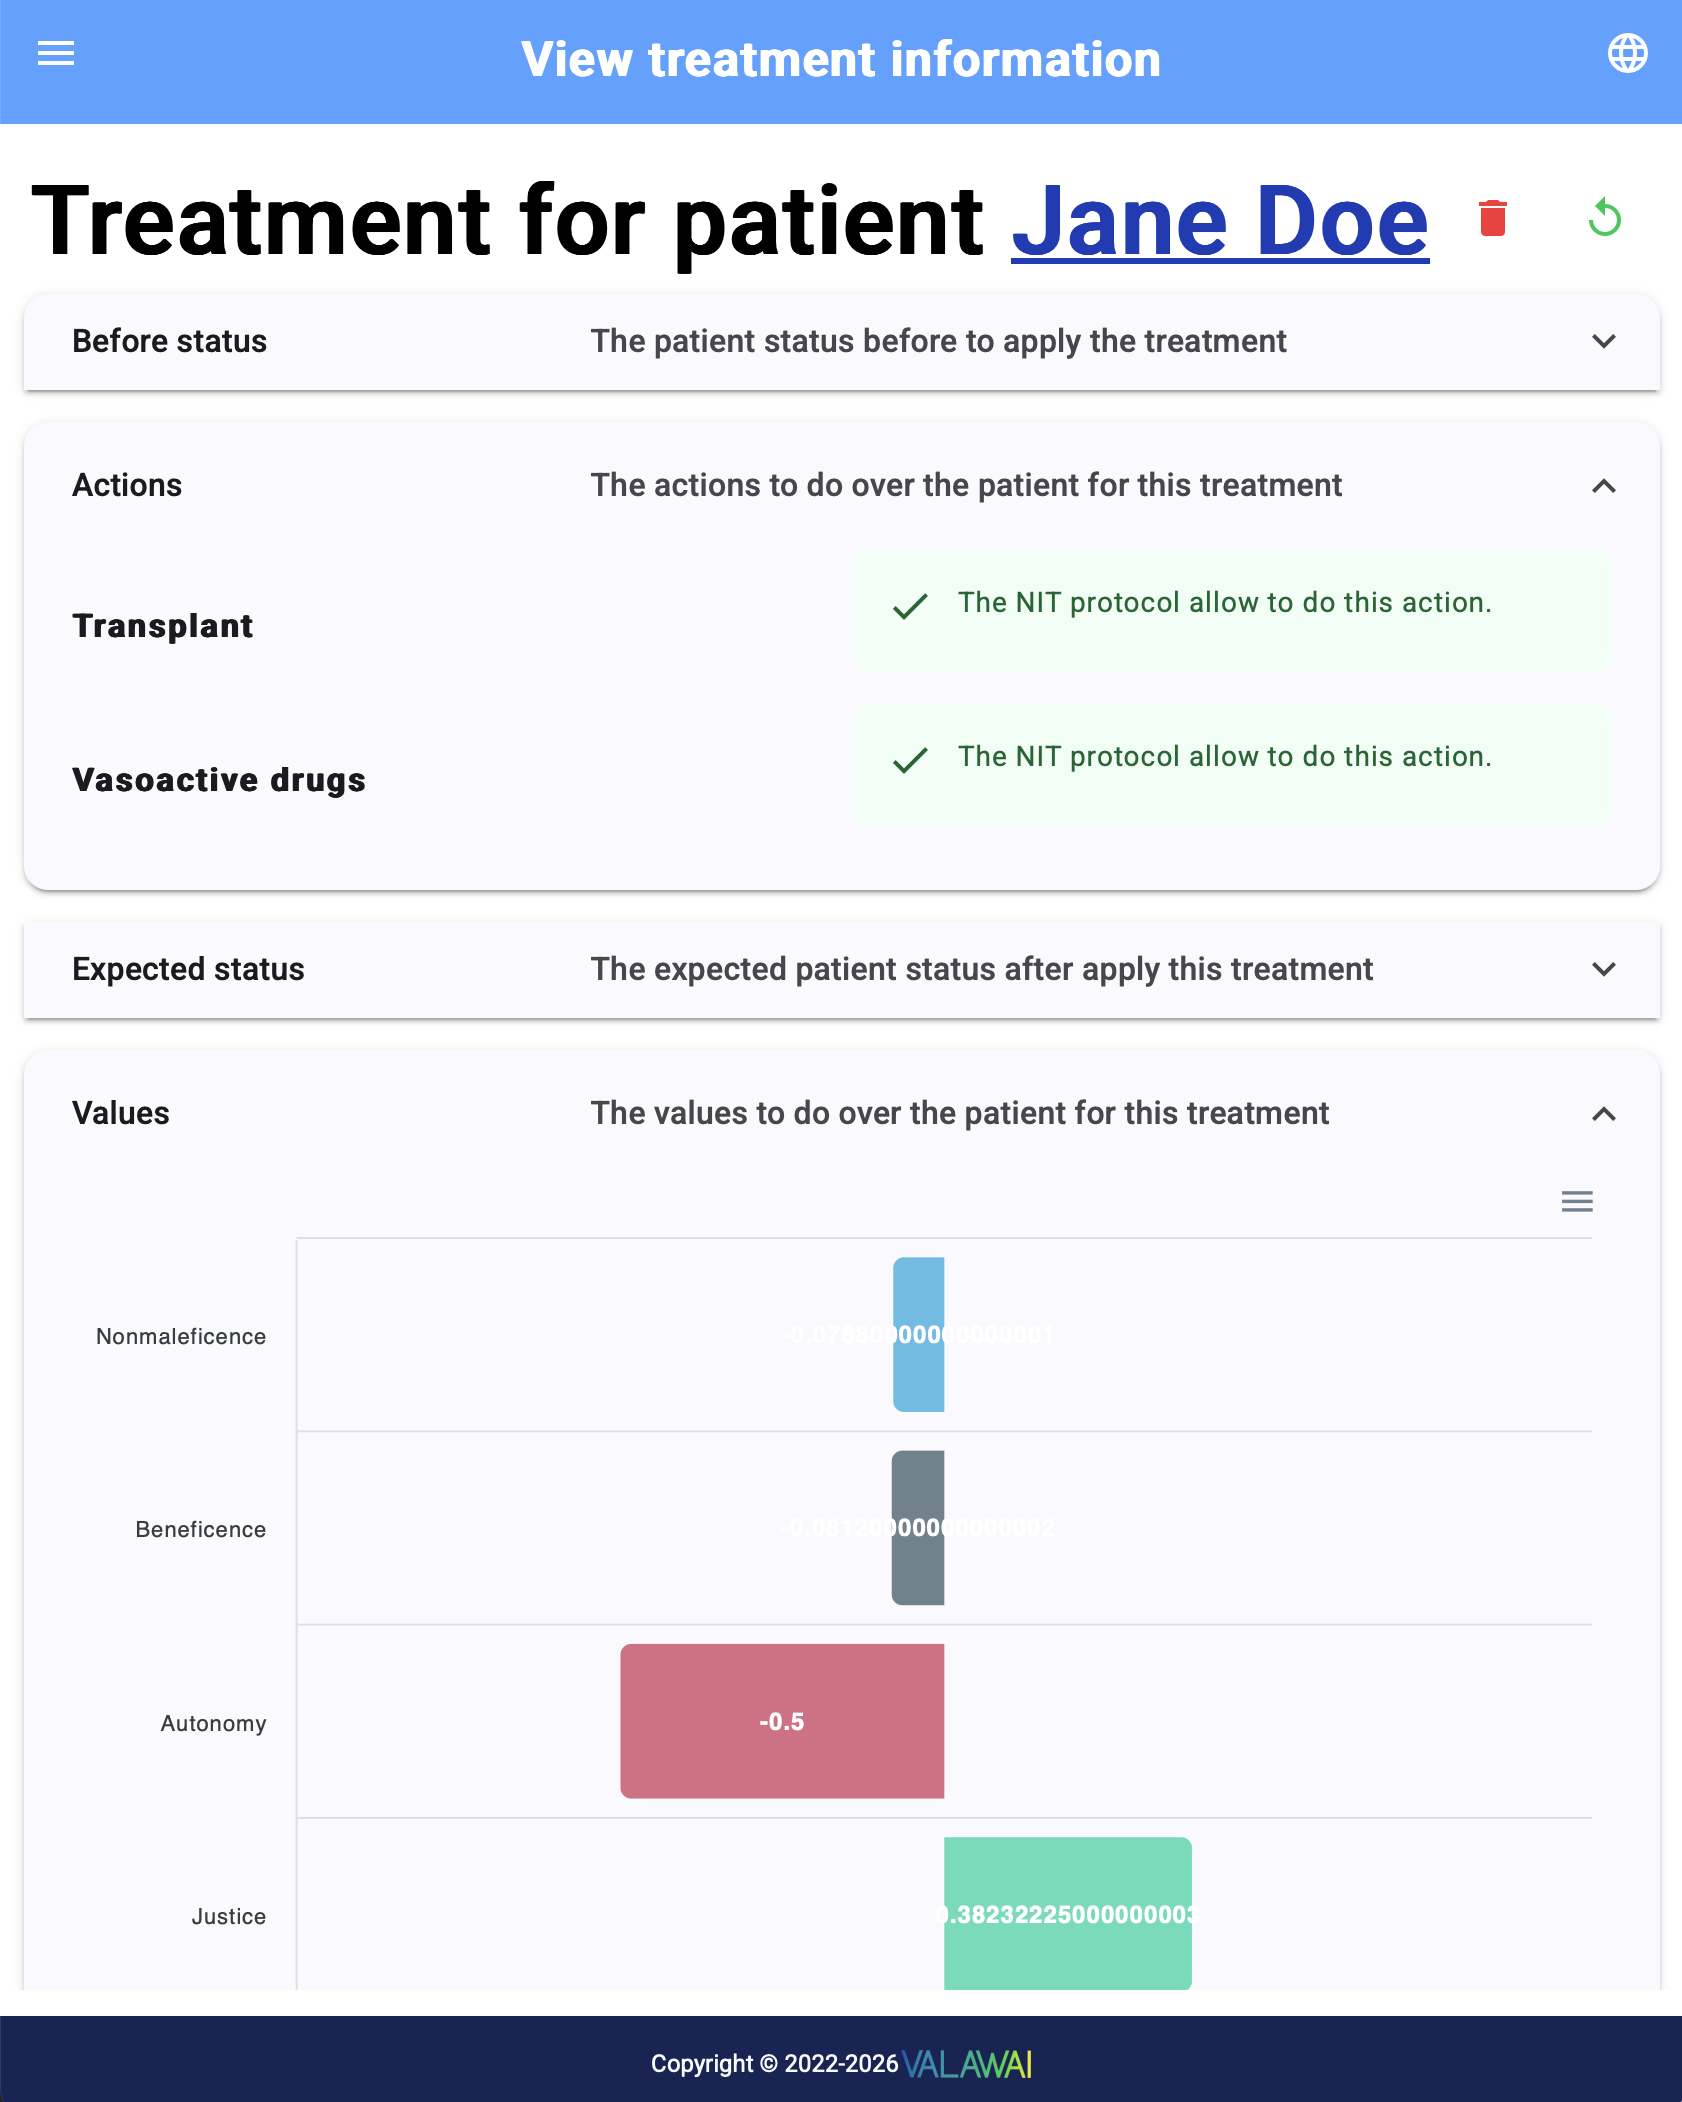 View treatment information
Treatment for patient Jane Doe
Before status The patient status before to apply the treatment
Actions The actions to do over the patient for this treatment
Transplant The NIT protocol allow to do this action.
Vasoactive drugs The NIT protocol allow to do this action.
Expected status The expected patient status after apply this treatment
Values The values to do over the patient for this treatment
Nonmaleficence -0.07880000000000001
Beneficence -0.08120000000000002
Autonomy -0.5
Justice 0.38232225000000003
Copyright © 2022-2026 VALAWAI